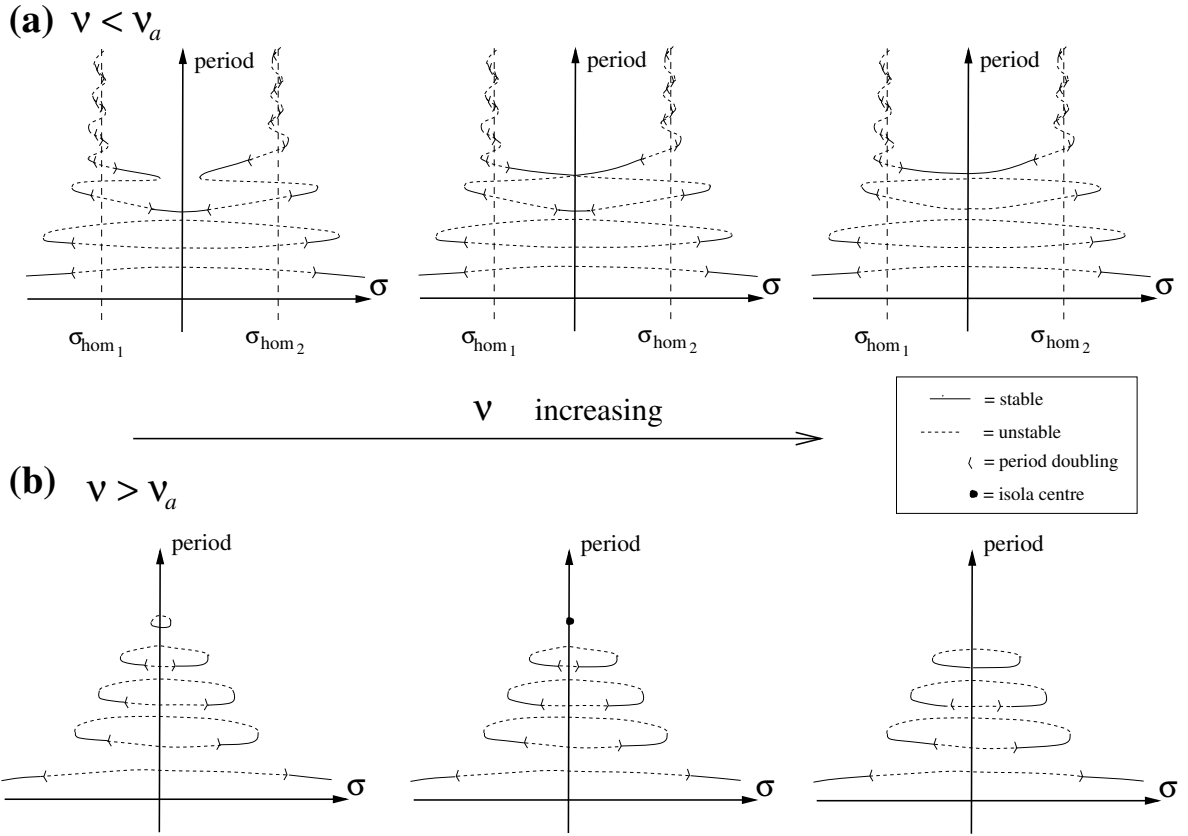 (a) ν < νa
period
period
period
σ
σ
σ
σhom1
σhom2
σhom1
σhom2
σhom1
σhom2
ν increasing
= stable
= unstable
= period doubling
= isola centre
(b) ν > νa
period
period
period
σ
σ
σ